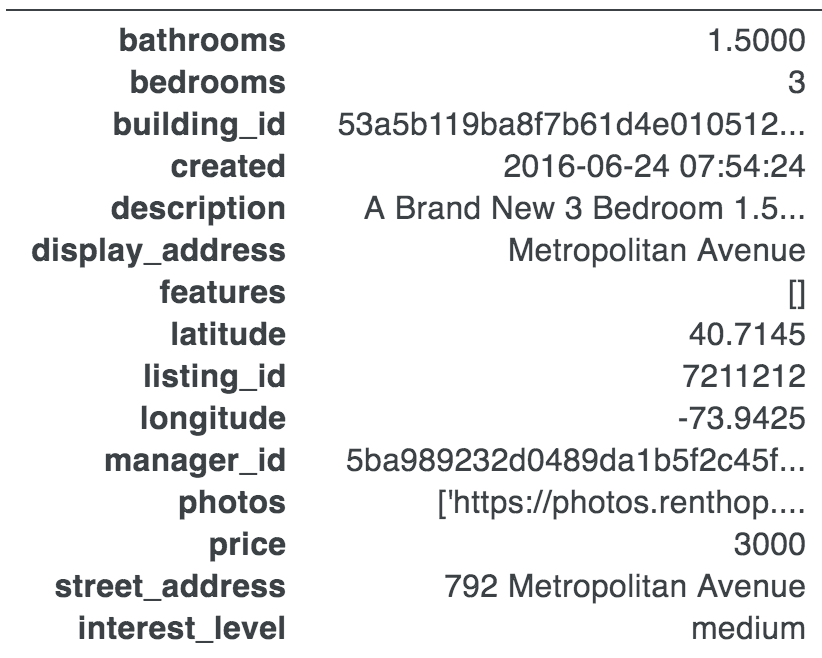 bathrooms 1.5000
bedrooms 3
building_id 53a5b119ba8f7b61d4e010512...
created 2016-06-24 07:54:24
description A Brand New 3 Bedroom 1.5...
display_address Metropolitan Avenue
features []
latitude 40.7145
listing_id 7211212
longitude -73.9425
manager_id 5ba989232d0489da1b5f2c45f...
photos ['https://photos.renthop....
price 3000
street_address 792 Metropolitan Avenue
interest_level medium